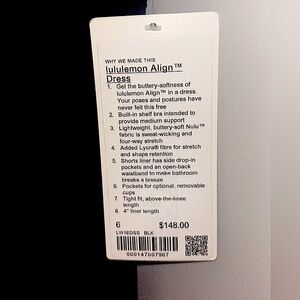 WHY WE MADE THIS
lululemon Align™
Dress
1. Get the buttery-softness of
lululemon Align™ in a dress.
Your poses and postures have
never felt this free
2. Built-in shelf bra intended to
provide medium support
3. Lightweight, buttery-soft Nulu™
fabric is sweat-wicking and
four-way stretch
4. Added Lycra® fibre for stretch
and shape retention
5. Shorts liner has side drop-in
pockets and an open-back
waistband to make bathroom
breaks a breeze
6. Pockets for optional, removable
cups
7. Tight fit, above-the-knee
length
8. 4" liner length
6 $148.00
LW1EDSS BLK
000147007967